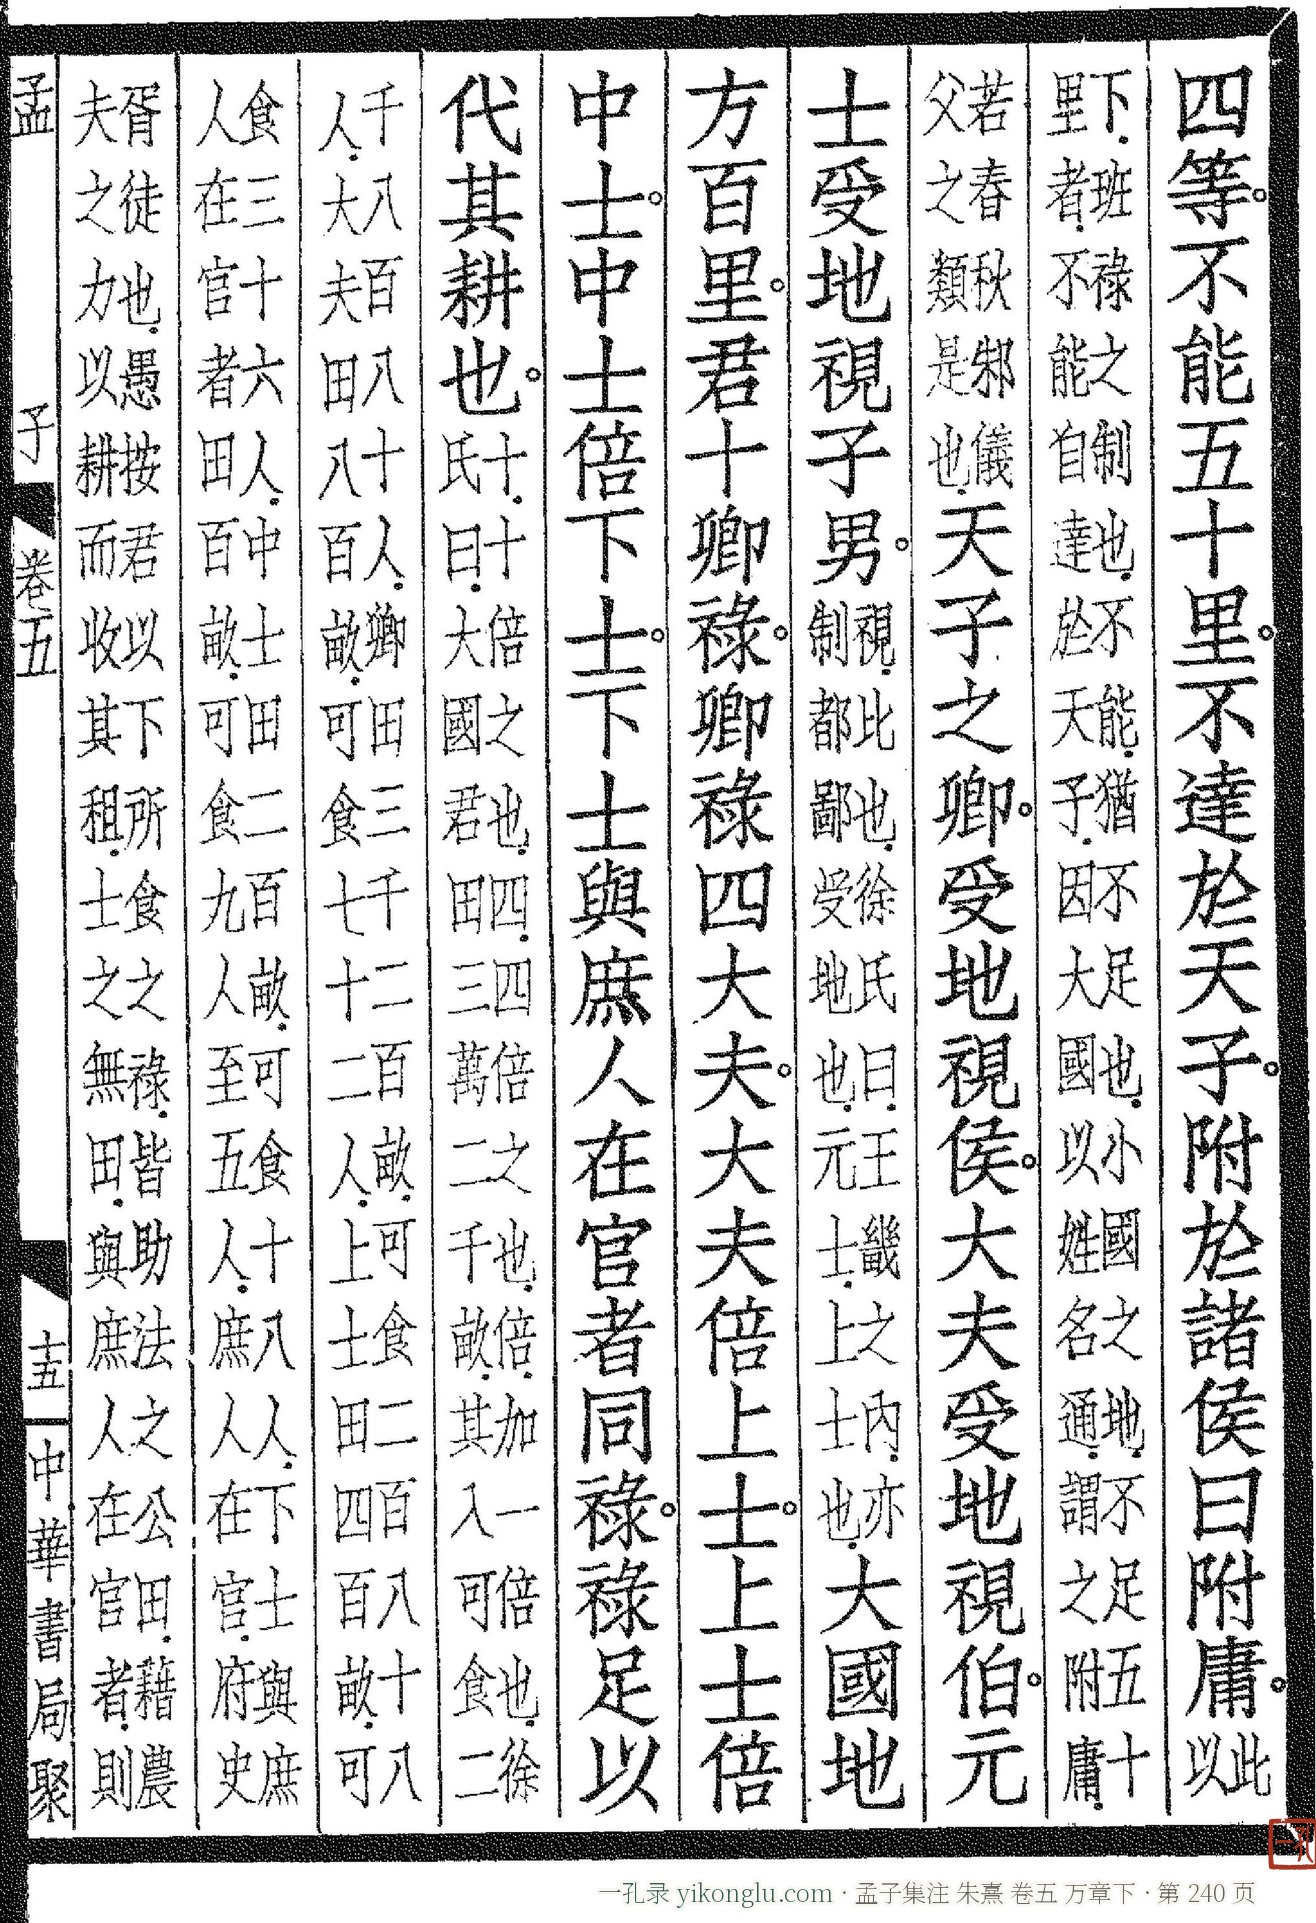 四等。不能五十里。不達於天子。附於諸侯曰附庸。此以
下．班祿之制也．不能．猶不足也．小國之地．不足五十
里者．不能自達於天子．因大國以姓名通．謂之附庸．
若春秋邾儀父之類是也．天子之卿。受地視侯。大夫受地視伯。元
士受地視子男。視．比也．徐氏曰．王畿之內．亦制都鄙受地也．元士．上士也．大國地
方百里。君十卿祿。卿祿四大夫。大夫倍上士。上士倍
中士。中士倍下士。下士與庶人在官者同祿。祿足以
代其耕也。十．十倍之也．四．四倍之也．倍．加一倍也．徐氏曰．大國君田三萬二千畝．其入可食二
千八百八十人．卿田三千二百畝．可食二百八十八
人．大夫田八百畝．可食七十二人．上士田四百畝．可
食三十六人．中士田二百畝．可食十八人．下士與庶
人在官者田百畝．可食九人至五人．庶人在官．府史
胥徒也．愚按君以下所食之祿．皆助法之公田．藉農
夫之力以耕而收其租．士之無田．與庶人在官者．則
孟子 卷五 十五 中華書局聚
一孔录 yikonglu.com · 孟子集注 朱熹 卷五 万章下 · 第 240 页